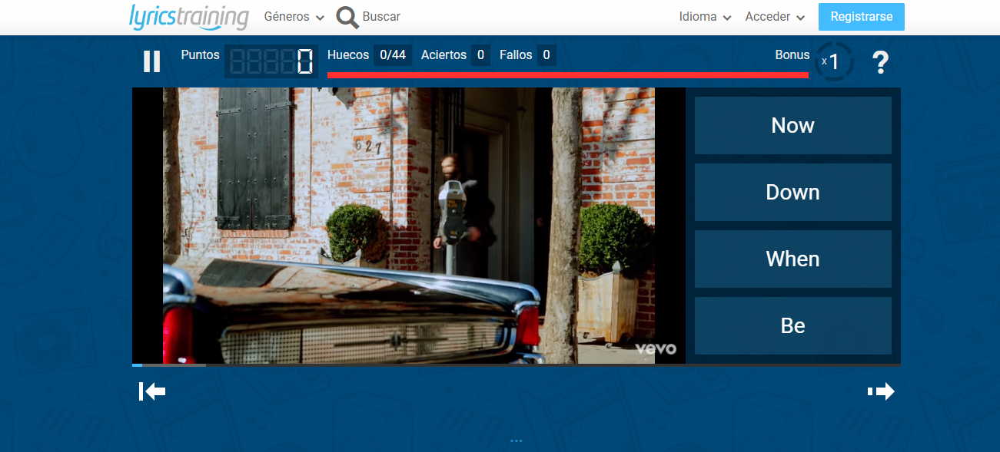 lyricstraining Géneros Buscar Idioma Acceder Registrarse
Puntos 0 Huecos 0/44 Aciertos 0 Fallos 0 Bonus x1 ?
627
vevo
Now
Down
When
Be
...